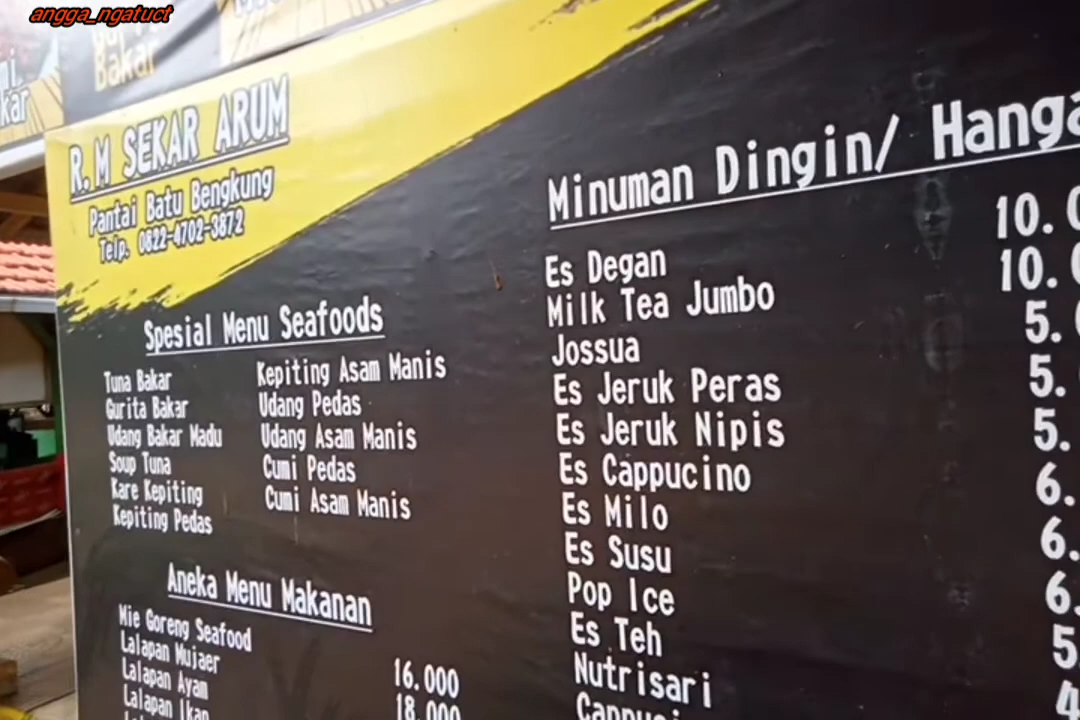 angga_ngatuct
Bakar
R.M SEKAR ARUM
Pantai Batu Bengkung
Telp. 0822-4702-3872
Spesial Menu Seafoods
Tuna Bakar
Gurita Bakar
Udang Bakar Madu
Soup Tuna
Kare Kepiting
Kepiting Pedas
Kepiting Asam Manis
Udang Pedas
Udang Asam Manis
Cumi Pedas
Cumi Asam Manis
Aneka Menu Makanan
Mie Goreng Seafood
Lalapan Mujaer
Lalapan Ayam 16.000
Lalapan Ikan 18.000
Minuman Dingin/ Hanga
Es Degan 10.0
Milk Tea Jumbo 10.0
Jossua 5.
Es Jeruk Peras 5.
Es Jeruk Nipis 5.
Es Cappucino 6.
Es Milo 6.
Es Susu 6.
Pop Ice 5
Es Teh 4
Nutrisari